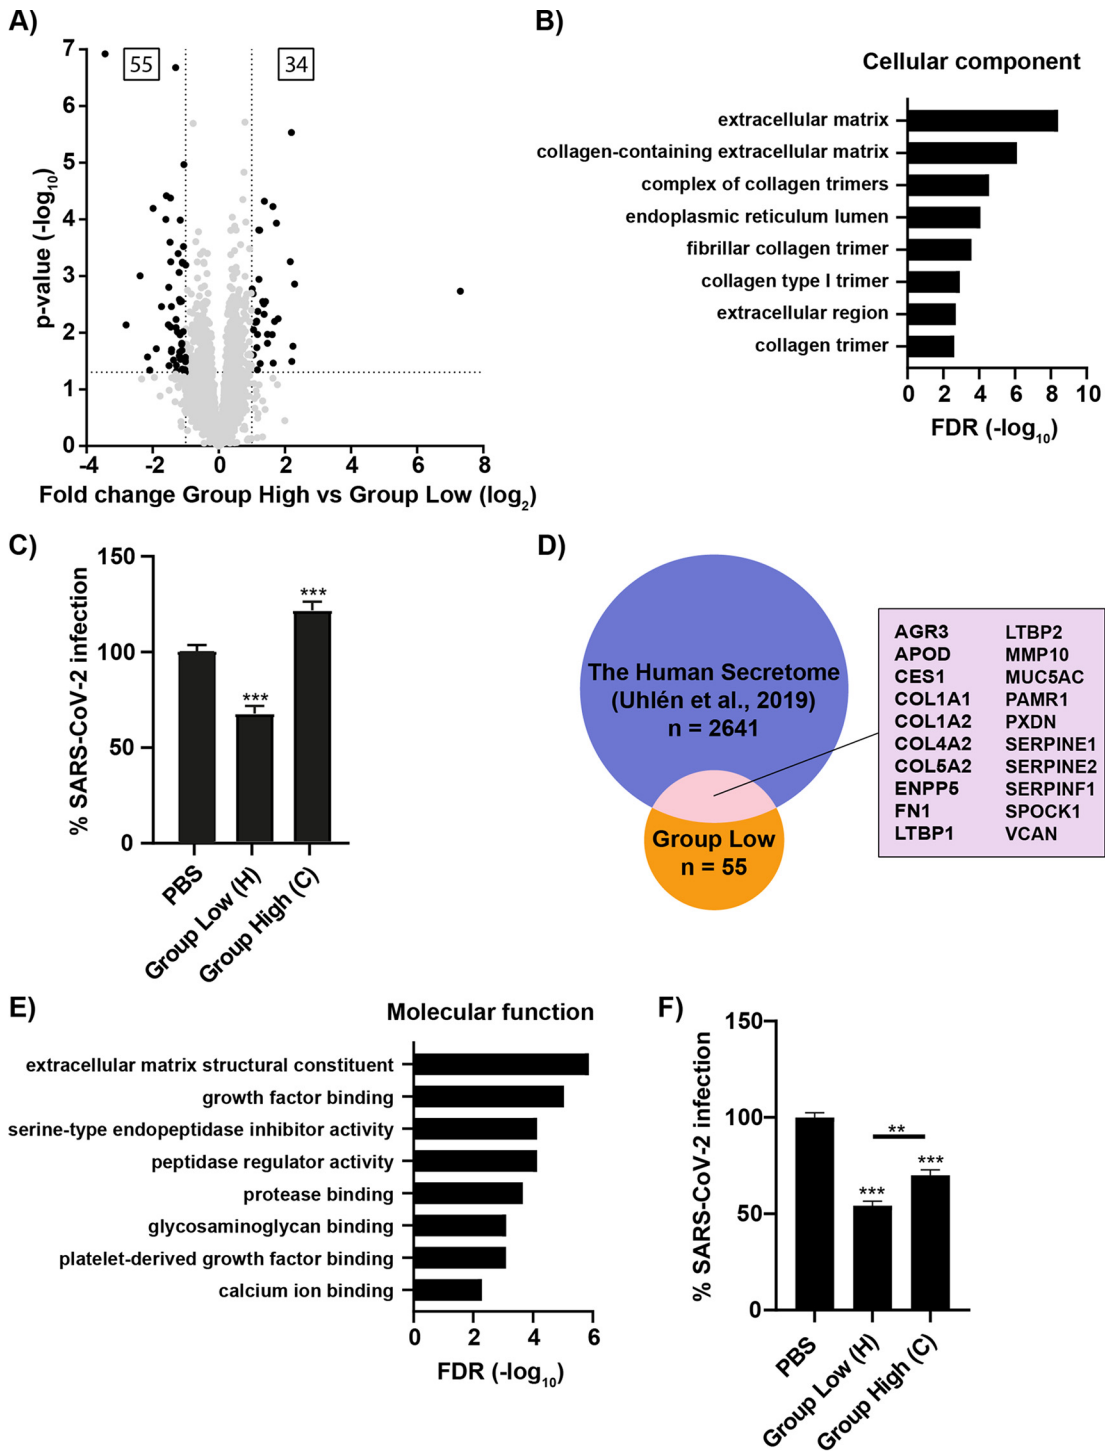 A)
55
34
7
6
5
4
3
2
1
0
p-value (-log10)
-4 -2 0 2 4 6 8
Fold change Group High vs Group Low (log2)
B)
Cellular component
extracellular matrix
collagen-containing extracellular matrix
complex of collagen trimers
endoplasmic reticulum lumen
fibrillar collagen trimer
collagen type I trimer
extracellular region
collagen trimer
0 2 4 6 8 10
FDR (-log10)
C)
% SARS-CoV-2 infection
150
100
50
0
***
***
PBS
Group Low (H)
Group High (C)
D)
The Human Secretome
(Uhlén et al., 2019)
n = 2641
Group Low
n = 55
AGR3 LTBP2
APOD MMP10
CES1 MUC5AC
COL1A1 PAMR1
COL1A2 PXDN
COL4A2 SERPINE1
COL5A2 SERPINE2
ENPP5 SERPINF1
FN1 SPOCK1
LTBP1 VCAN
E)
Molecular function
extracellular matrix structural constituent
growth factor binding
serine-type endopeptidase inhibitor activity
peptidase regulator activity
protease binding
glycosaminoglycan binding
platelet-derived growth factor binding
calcium ion binding
0 2 4 6
FDR (-log10)
F)
% SARS-CoV-2 infection
150
100
50
0
**
***
***
PBS
Group Low (H)
Group High (C)